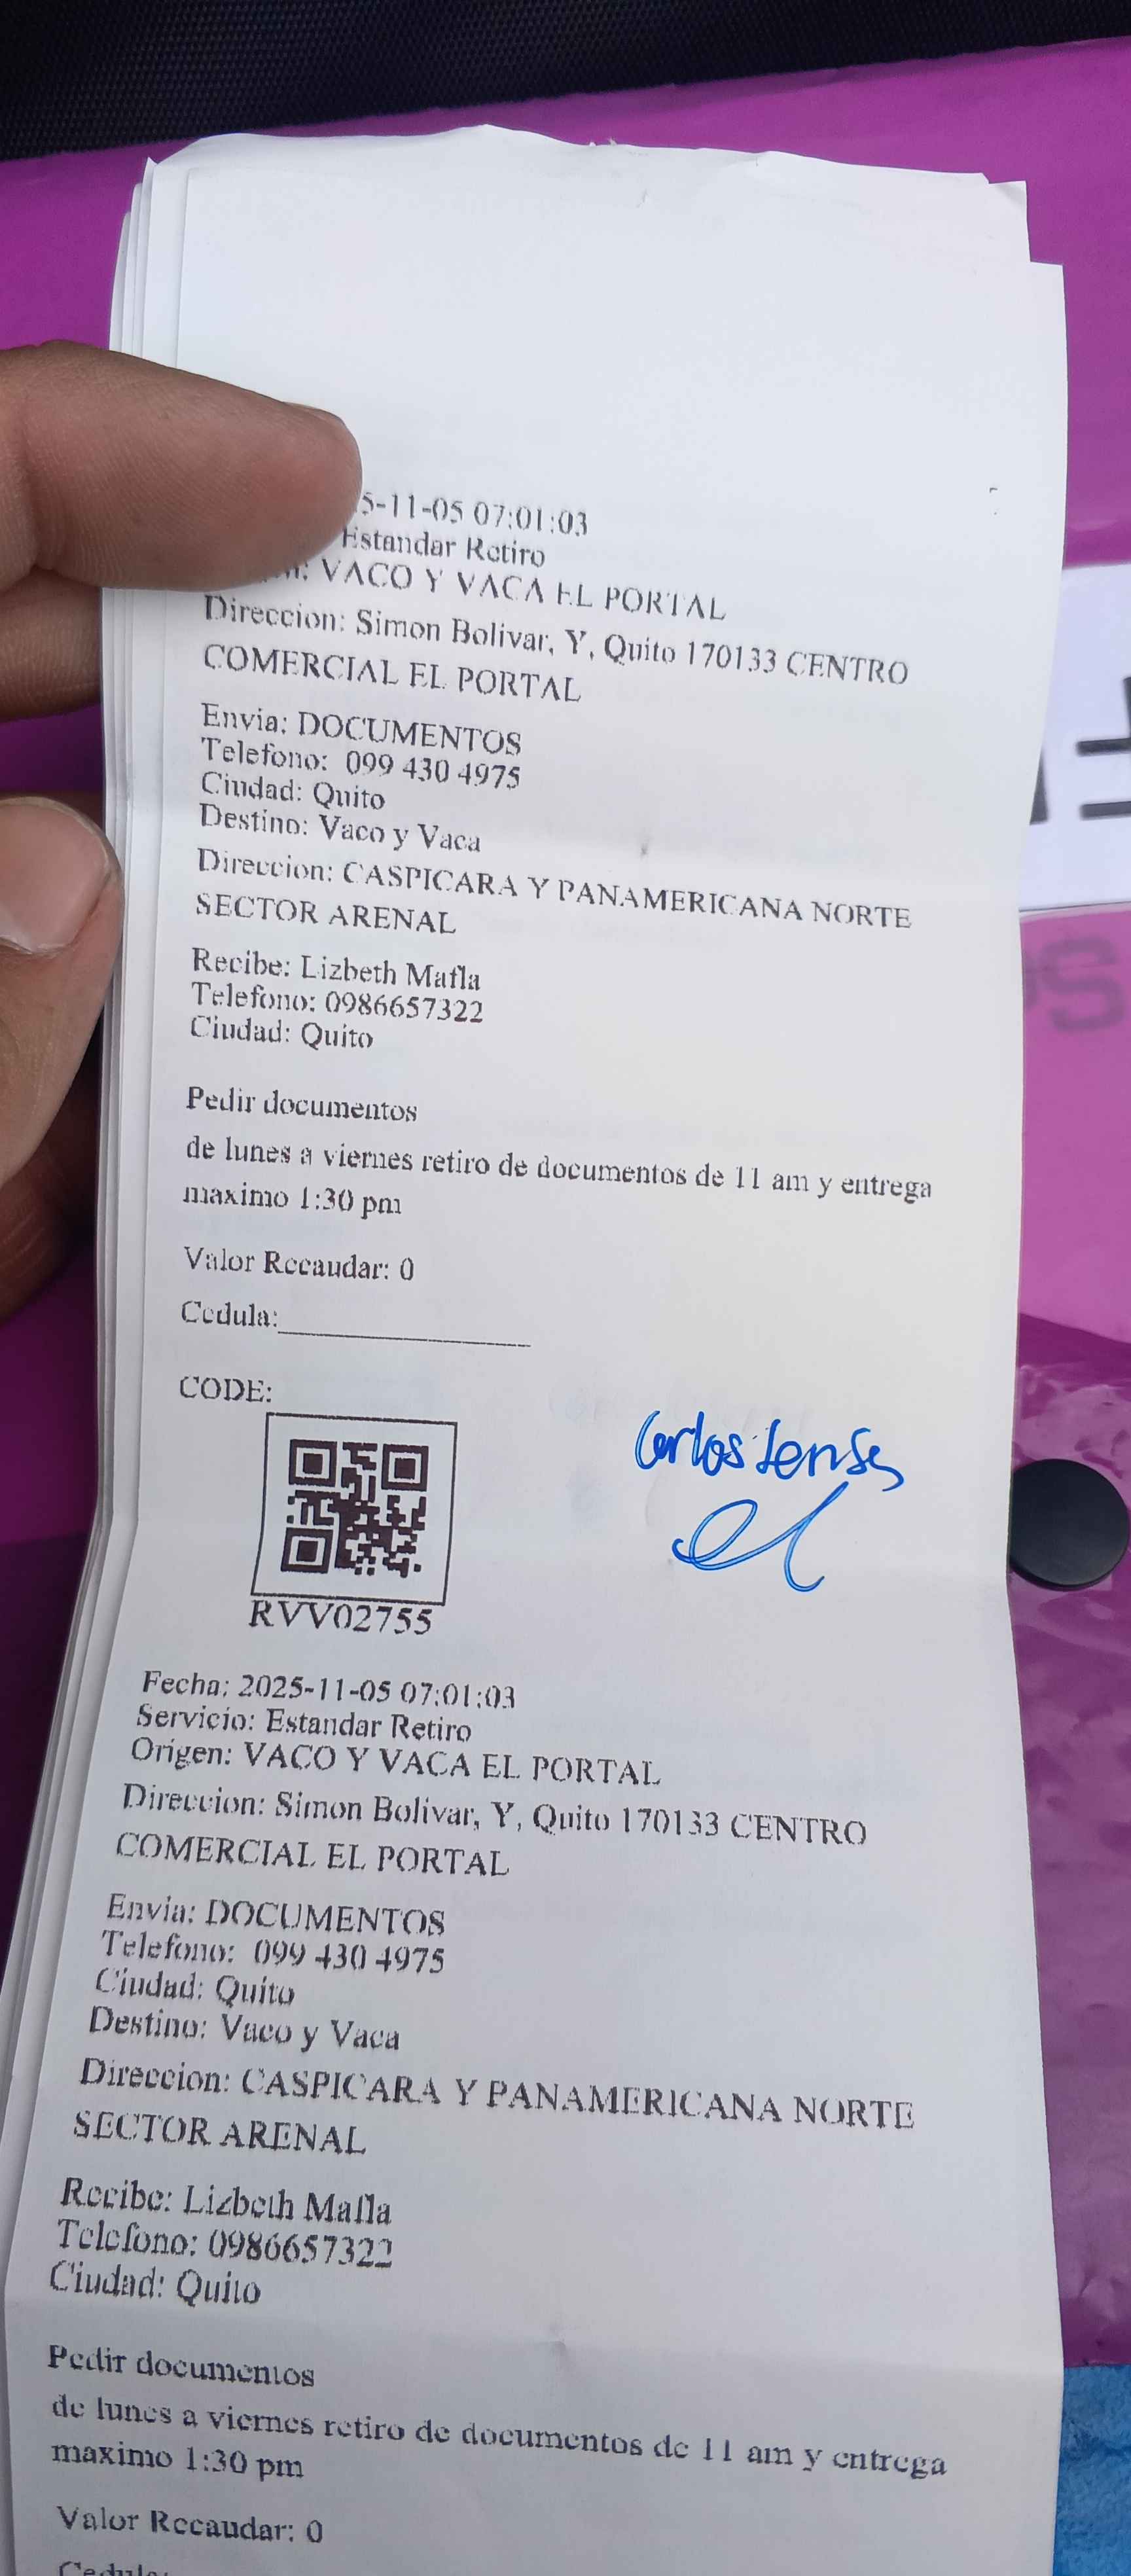 5-11-05 07:01:03
Estandar Retiro
: VACO Y VACA EL PORTAL
Direccion: Simon Bolivar, Y, Quito 170133 CENTRO
COMERCIAL EL PORTAL
Envia: DOCUMENTOS
Telefono: 099 430 4975
Ciudad: Quito
Destino: Vaco y Vaca
Direccion: CASPICARA Y PANAMERICANA NORTE
SECTOR ARENAL
Recibe: Lizbeth Mafla
Telefono: 0986657322
Ciudad: Quito
Pedir documentos
de lunes a viernes retiro de documentos de 11 am y entrega
maximo 1:30 pm
Valor Recaudar: 0
Cedula:
CODE:
Carlos
RVV02755
Fecha: 2025-11-05 07:01:03
Servicio: Estandar Retiro
Origen: VACO Y VACA EL PORTAL
Direccion: Simon Bolivar, Y, Quito 170133 CENTRO
COMERCIAL EL PORTAL
Envia: DOCUMENTOS
Telefono: 099 430 4975
Ciudad: Quito
Destino: Vaco y Vaca
Direccion: CASPICARA Y PANAMERICANA NORTE
SECTOR ARENAL
Recibe: Lizbeth Mafla
Telefono: 0986657322
Ciudad: Quito
Pedir documentos
de lunes a viernes retiro de documentos de 11 am y entrega
maximo 1:30 pm
Valor Recaudar: 0
Cedula: